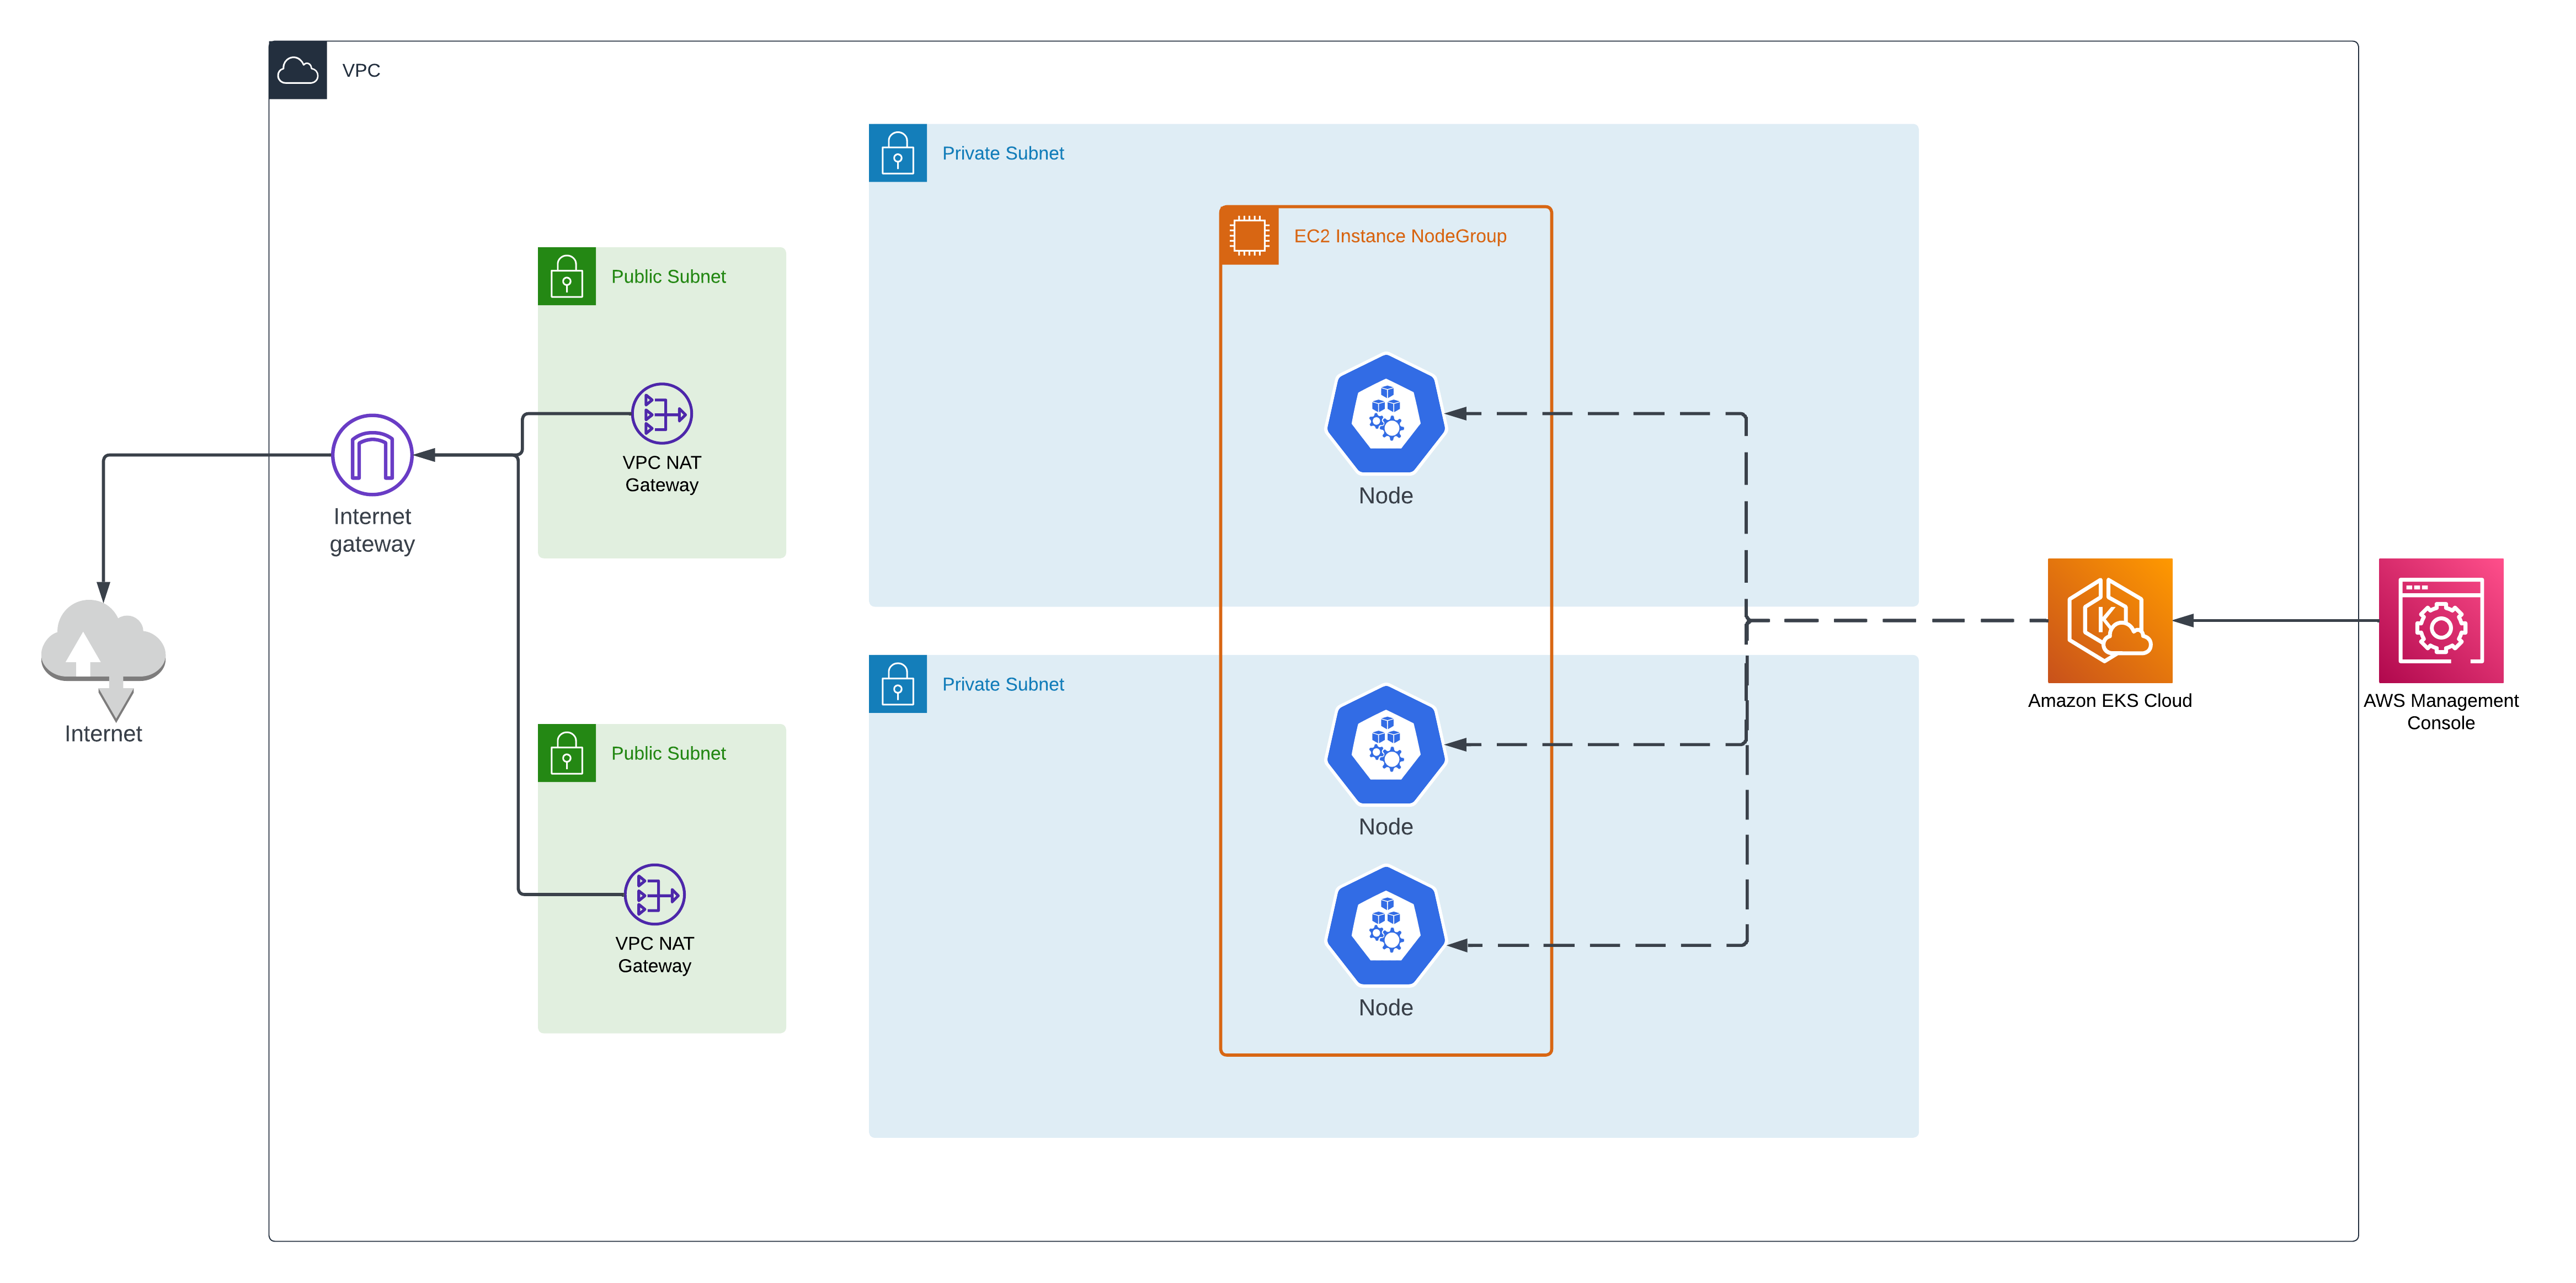 VPC
Private Subnet
EC2 Instance NodeGroup
Public Subnet
VPC NAT
Gateway
Node
Internet
gateway
Internet
Private Subnet
Amazon EKS Cloud
AWS Management
Console
Public Subnet
Node
VPC NAT
Gateway
Node